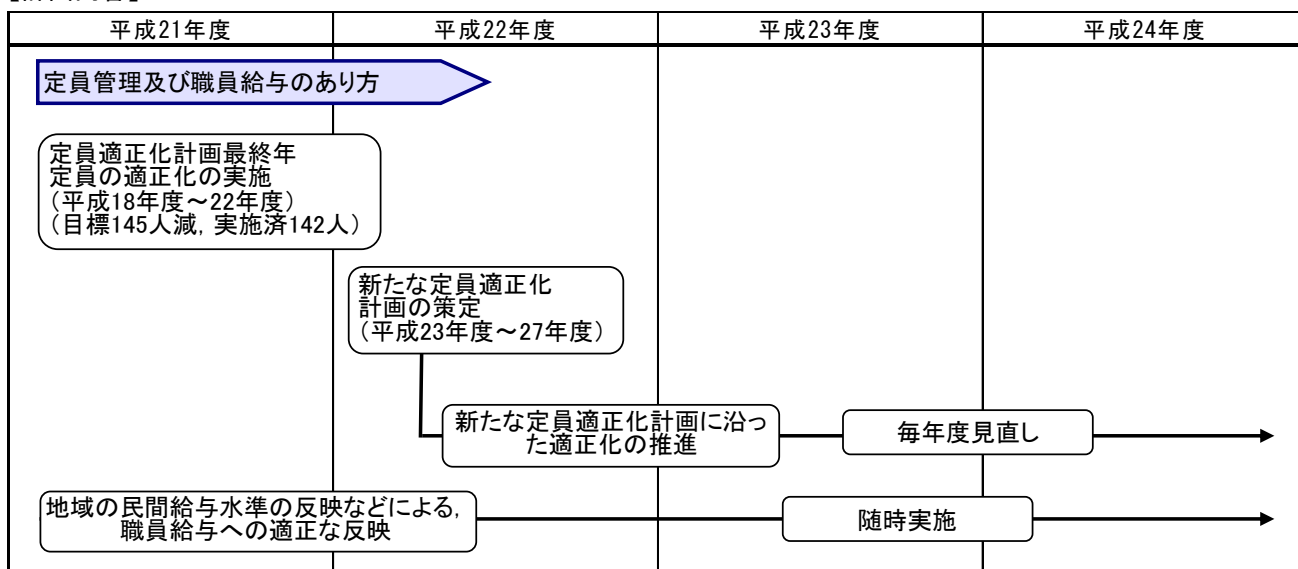 平成21年度
平成22年度
平成23年度
平成24年度
定員管理及び職員給与のあり方
定員適正化計画最終年
定員の適正化の実施
（平成18年度～22年度）
（目標145人減，実施済142人）
新たな定員適正化
計画の策定
（平成23年度～27年度）
新たな定員適正化計画に沿っ
た適正化の推進
毎年度見直し
地域の民間給与水準の反映などによる，
職員給与への適正な反映
随時実施